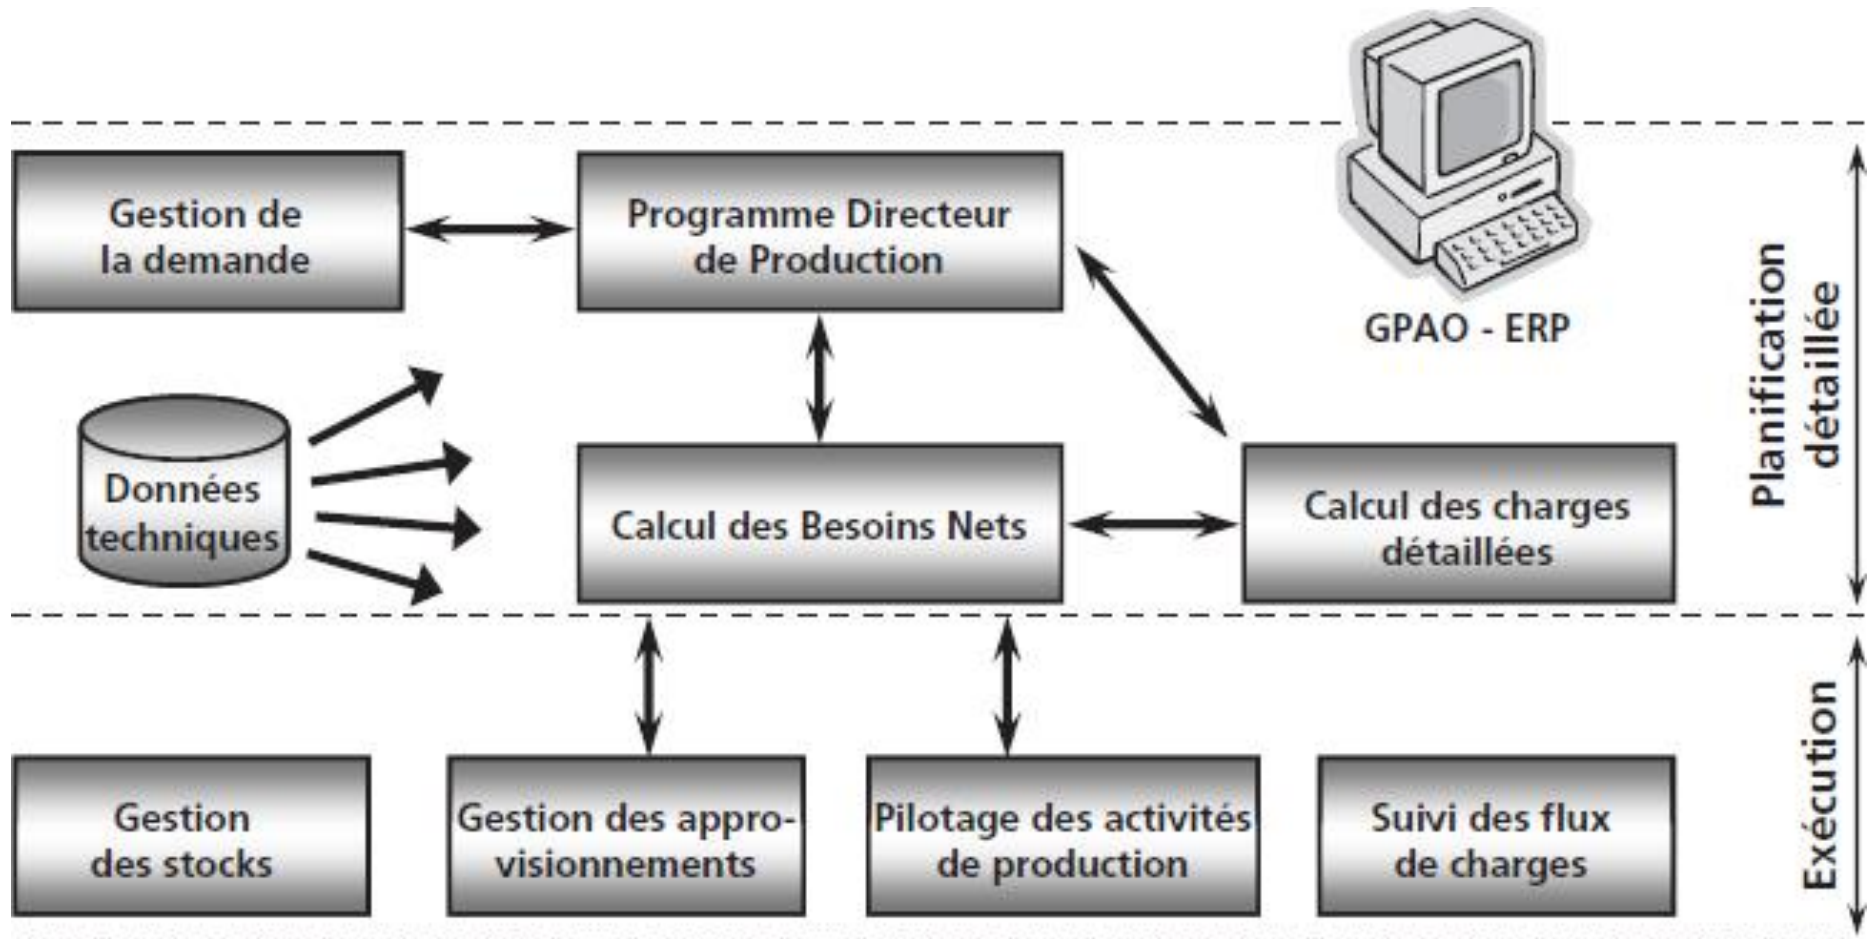 Gestion de
la demande
Programme Directeur
de Production
GPAO - ERP
Planification
détaillée
Données
techniques
Calcul des Besoins Nets
Calcul des charges
détaillées
Gestion
des stocks
Gestion des appro-
visionnements
Pilotage des activités
de production
Suivi des flux
de charges
Exécution